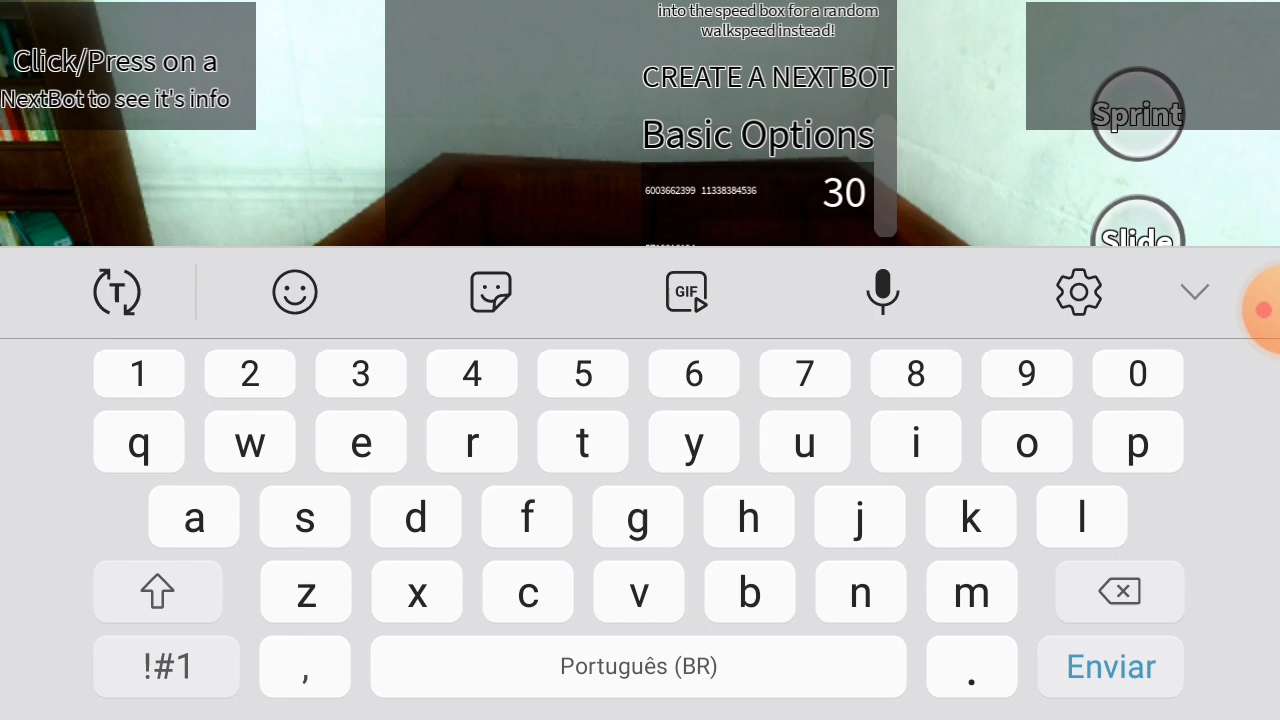 into the speed box for a random
walkspeed instead!
Click/Press on a
NextBot to see it's info
CREATE A NEXTBOT
Sprint
Basic Options
6003662399 11338384536
30
Slide
T
GIF
1 2 3 4 5 6 7 8 9 0
q w e r t y u i o p
a s d f g h j k l
z x c v b n m
!#1 , Português (BR) . Enviar